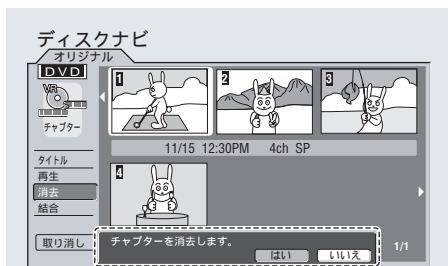 ディスクナビ
オリジナル
DVD
VR
チャプター
1
2
3
11/15 12:30PM 4ch SP
タイトル
再生
消去
結合
4
取り消し
チャプターを消去します。
はい いいえ
1/1